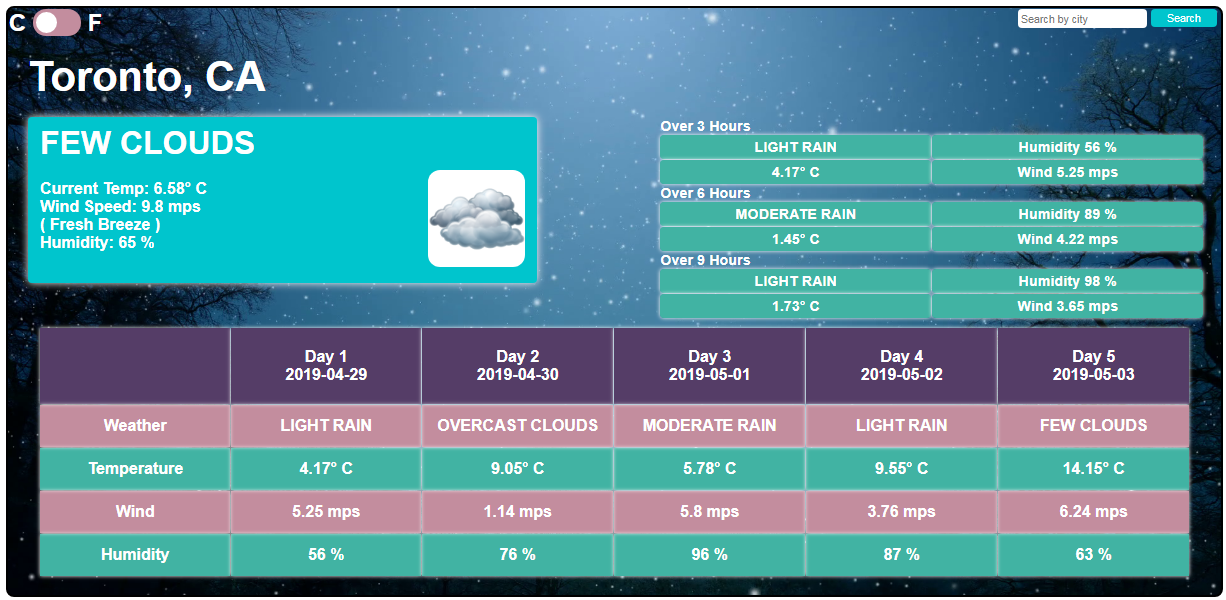 C F
Search by city Search
Toronto, CA
FEW CLOUDS
Current Temp: 6.58° C
Wind Speed: 9.8 mps
( Fresh Breeze )
Humidity: 65 %
Over 3 Hours
LIGHT RAIN Humidity 56 %
4.17° C Wind 5.25 mps
Over 6 Hours
MODERATE RAIN Humidity 89 %
1.45° C Wind 4.22 mps
Over 9 Hours
LIGHT RAIN Humidity 98 %
1.73° C Wind 3.65 mps
Day 1 Day 2 Day 3 Day 4 Day 5
2019-04-29 2019-04-30 2019-05-01 2019-05-02 2019-05-03
Weather LIGHT RAIN OVERCAST CLOUDS MODERATE RAIN LIGHT RAIN FEW CLOUDS
Temperature 4.17° C 9.05° C 5.78° C 9.55° C 14.15° C
Wind 5.25 mps 1.14 mps 5.8 mps 3.76 mps 6.24 mps
Humidity 56 % 76 % 96 % 87 % 63 %